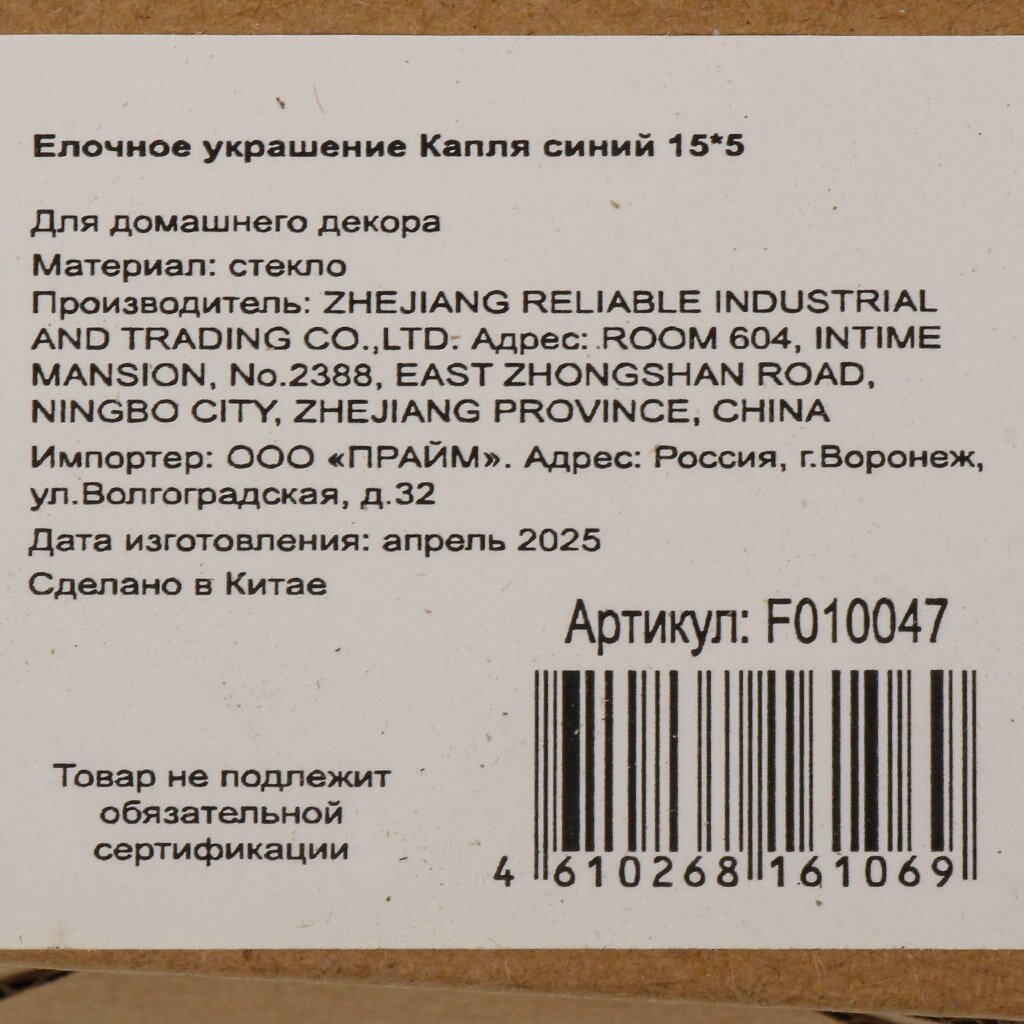 Елочное украшение Капля синий 15*5
Для домашнего декора
Материал: стекло
Производитель: ZHEJIANG RELIABLE INDUSTRIAL
AND TRADING CO.,LTD. Адрес: ROOM 604, INTIME
MANSION, No.2388, EAST ZHONGSHAN ROAD,
NINGBO CITY, ZHEJIANG PROVINCE, CHINA
Импортер: ООО «ПРАЙМ». Адрес: Россия, г.Воронеж,
ул.Волгоградская, д.32
Дата изготовления: апрель 2025
Сделано в Китае
Артикул: F010047
Товар не подлежит
обязательной
сертификации
4 610268 161069